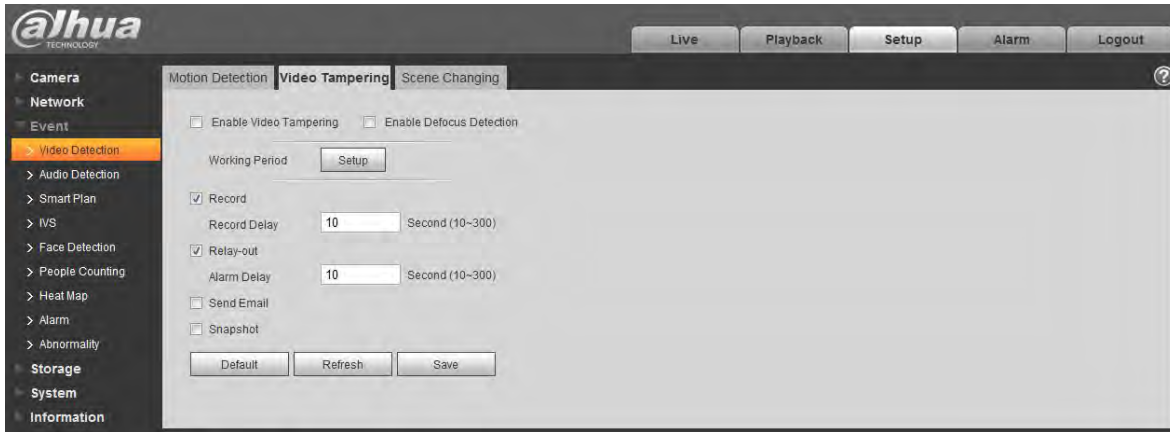 alhua
TECHNOLOGY
Live Playback Setup Alarm Logout
Camera
Network
Event
> Video Detection
> Audio Detection
> Smart Plan
> IVS
> Face Detection
> People Counting
> Heat Map
> Alarm
> Abnormality
Storage
System
Information
Motion Detection Video Tampering Scene Changing
?
Enable Video Tampering Enable Defocus Detection
Working Period Setup
Record
Record Delay 10 Second (10~300)
Relay-out
Alarm Delay 10 Second (10~300)
Send Email
Snapshot
Default Refresh Save